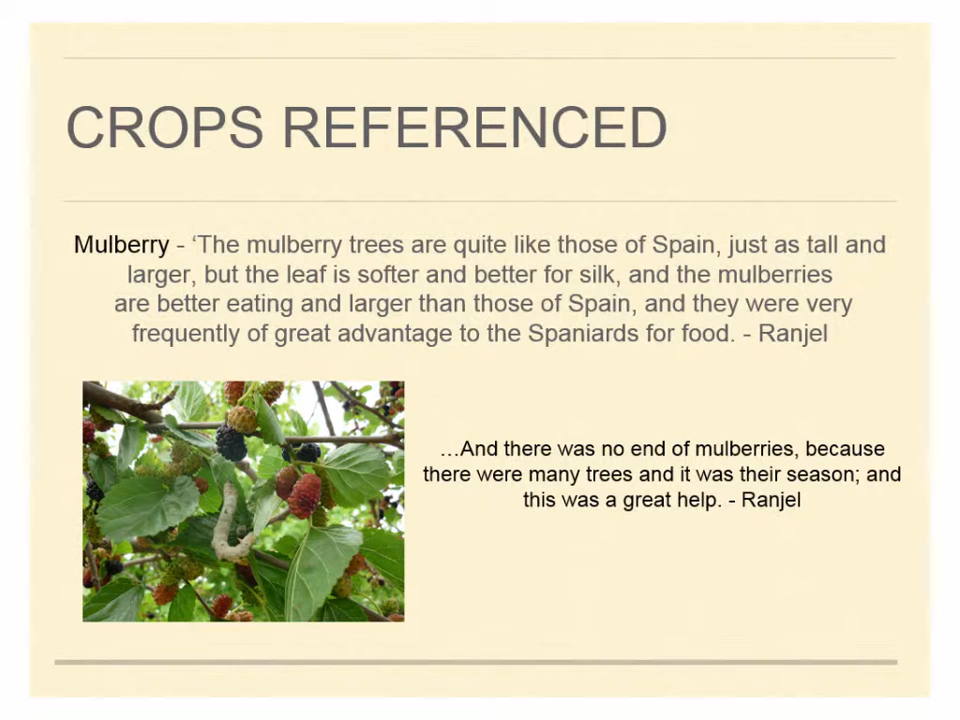 CROPS REFERENCED
Mulberry - ‘The mulberry trees are quite like those of Spain, just as tall and
larger, but the leaf is softer and better for silk, and the mulberries
are better eating and larger than those of Spain, and they were very
frequently of great advantage to the Spaniards for food. - Ranjel
…And there was no end of mulberries, because
there were many trees and it was their season; and
this was a great help. - Ranjel